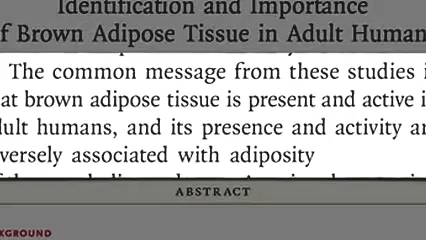 Identification and Importance
f Brown Adipose Tissue in Adult Human
The common message from these studies i
at brown adipose tissue is present and active i
ult humans, and its presence and activity ar
versely associated with adiposity
ABSTRACT
KGROUND